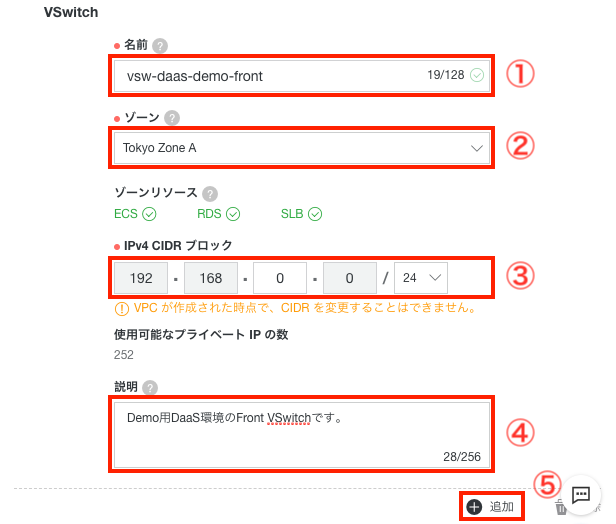 VSwitch
● 名前 ?
vsw-daas-demo-front 19/128
①
● ゾーン ?
Tokyo Zone A
②
ゾーンリソース ?
ECS RDS SLB
● IPv4 CIDR ブロック
192 . 168 . 0 . 0 / 24
③
! VPC が作成された時点で、CIDR を変更することはできません。
使用可能なプライベート IP の数
252
説明 ?
Demo用DaaS環境のFront VSwitchです。
28/256
④
⑤
追加